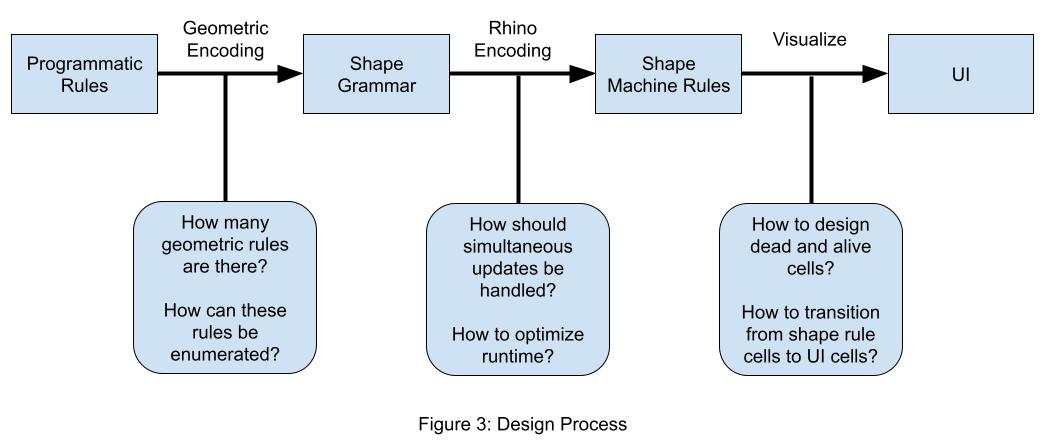 Geometric
Encoding
Rhino
Encoding
Visualize
Programmatic
Rules
Shape
Grammar
Shape
Machine Rules
UI
How many
geometric rules
are there?
How can these
rules be
enumerated?
How should
simultaneous
updates be
handled?
How to optimize
runtime?
How to design
dead and alive
cells?
How to transition
from shape rule
cells to UI cells?
Figure 3: Design Process